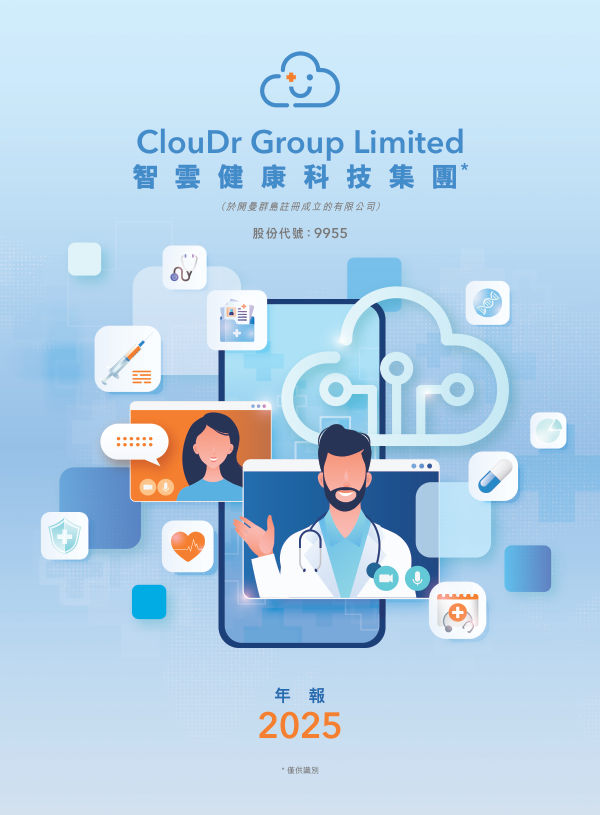 ClouDr Group Limited
智雲健康科技集團*
（於開曼群島註冊成立的有限公司）
股份代號：9955
年報
2025
* 僅供識別